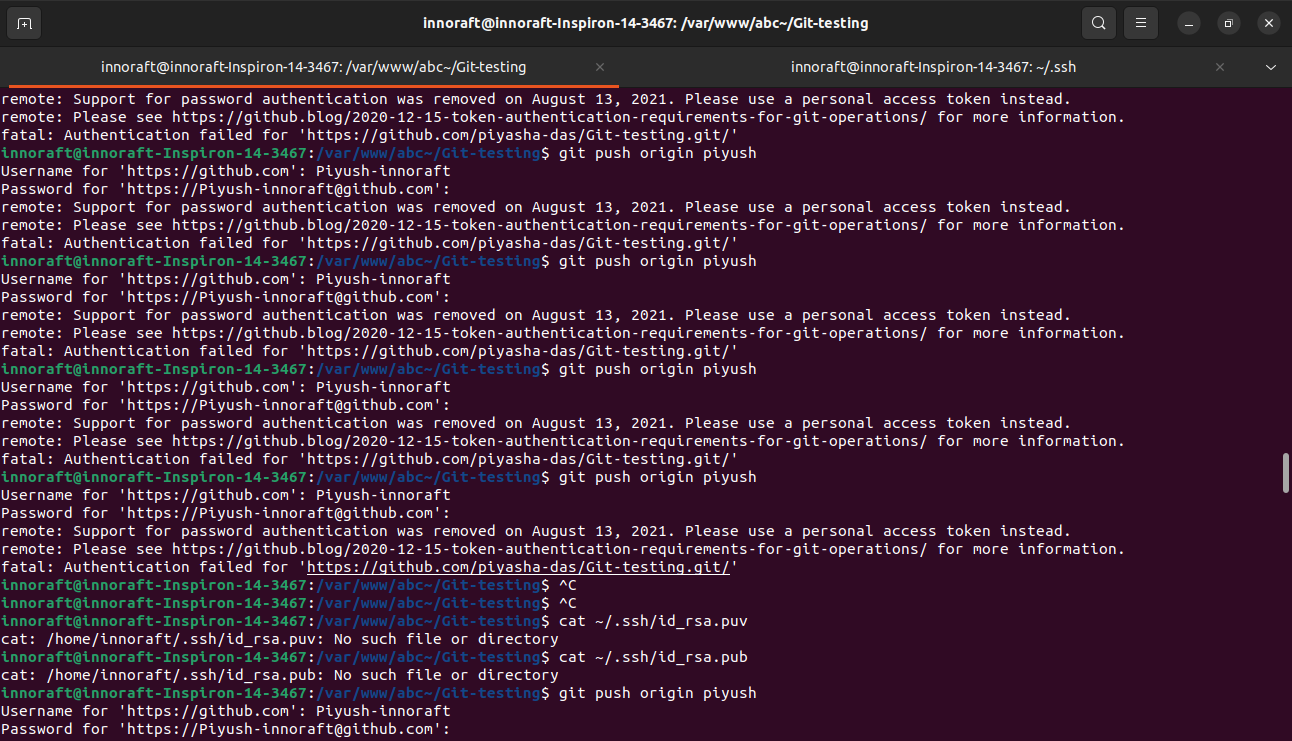 innoraft@innoraft-Inspiron-14-3467: /var/www/abc~/Git-testing
innoraft@innoraft-Inspiron-14-3467: /var/www/abc~/Git-testing
innoraft@innoraft-Inspiron-14-3467: ~/.ssh
remote: Support for password authentication was removed on August 13, 2021. Please use a personal access token instead.
remote: Please see https://github.blog/2020-12-15-token-authentication-requirements-for-git-operations/ for more information.
fatal: Authentication failed for 'https://github.com/piyasha-das/Git-testing.git/'
innoraft@innoraft-Inspiron-14-3467:/var/www/abc~/Git-testing$ git push origin piyush
Username for 'https://github.com': Piyush-innoraft
Password for 'https://Piyush-innoraft@github.com':
remote: Support for password authentication was removed on August 13, 2021. Please use a personal access token instead.
remote: Please see https://github.blog/2020-12-15-token-authentication-requirements-for-git-operations/ for more information.
fatal: Authentication failed for 'https://github.com/piyasha-das/Git-testing.git/'
innoraft@innoraft-Inspiron-14-3467:/var/www/abc~/Git-testing$ git push origin piyush
Username for 'https://github.com': Piyush-innoraft
Password for 'https://Piyush-innoraft@github.com':
remote: Support for password authentication was removed on August 13, 2021. Please use a personal access token instead.
remote: Please see https://github.blog/2020-12-15-token-authentication-requirements-for-git-operations/ for more information.
fatal: Authentication failed for 'https://github.com/piyasha-das/Git-testing.git/'
innoraft@innoraft-Inspiron-14-3467:/var/www/abc~/Git-testing$ git push origin piyush
Username for 'https://github.com': Piyush-innoraft
Password for 'https://Piyush-innoraft@github.com':
remote: Support for password authentication was removed on August 13, 2021. Please use a personal access token instead.
remote: Please see https://github.blog/2020-12-15-token-authentication-requirements-for-git-operations/ for more information.
fatal: Authentication failed for 'https://github.com/piyasha-das/Git-testing.git/'
innoraft@innoraft-Inspiron-14-3467:/var/www/abc~/Git-testing$ git push origin piyush
Username for 'https://github.com': Piyush-innoraft
Password for 'https://Piyush-innoraft@github.com':
remote: Support for password authentication was removed on August 13, 2021. Please use a personal access token instead.
remote: Please see https://github.blog/2020-12-15-token-authentication-requirements-for-git-operations/ for more information.
fatal: Authentication failed for 'https://github.com/piyasha-das/Git-testing.git/'
innoraft@innoraft-Inspiron-14-3467:/var/www/abc~/Git-testing$ ^C
innoraft@innoraft-Inspiron-14-3467:/var/www/abc~/Git-testing$ ^C
innoraft@innoraft-Inspiron-14-3467:/var/www/abc~/Git-testing$ cat ~/.ssh/id_rsa.puv
cat: /home/innoraft/.ssh/id_rsa.puv: No such file or directory
innoraft@innoraft-Inspiron-14-3467:/var/www/abc~/Git-testing$ cat ~/.ssh/id_rsa.pub
cat: /home/innoraft/.ssh/id_rsa.pub: No such file or directory
innoraft@innoraft-Inspiron-14-3467:/var/www/abc~/Git-testing$ git push origin piyush
Username for 'https://github.com': Piyush-innoraft
Password for 'https://Piyush-innoraft@github.com':